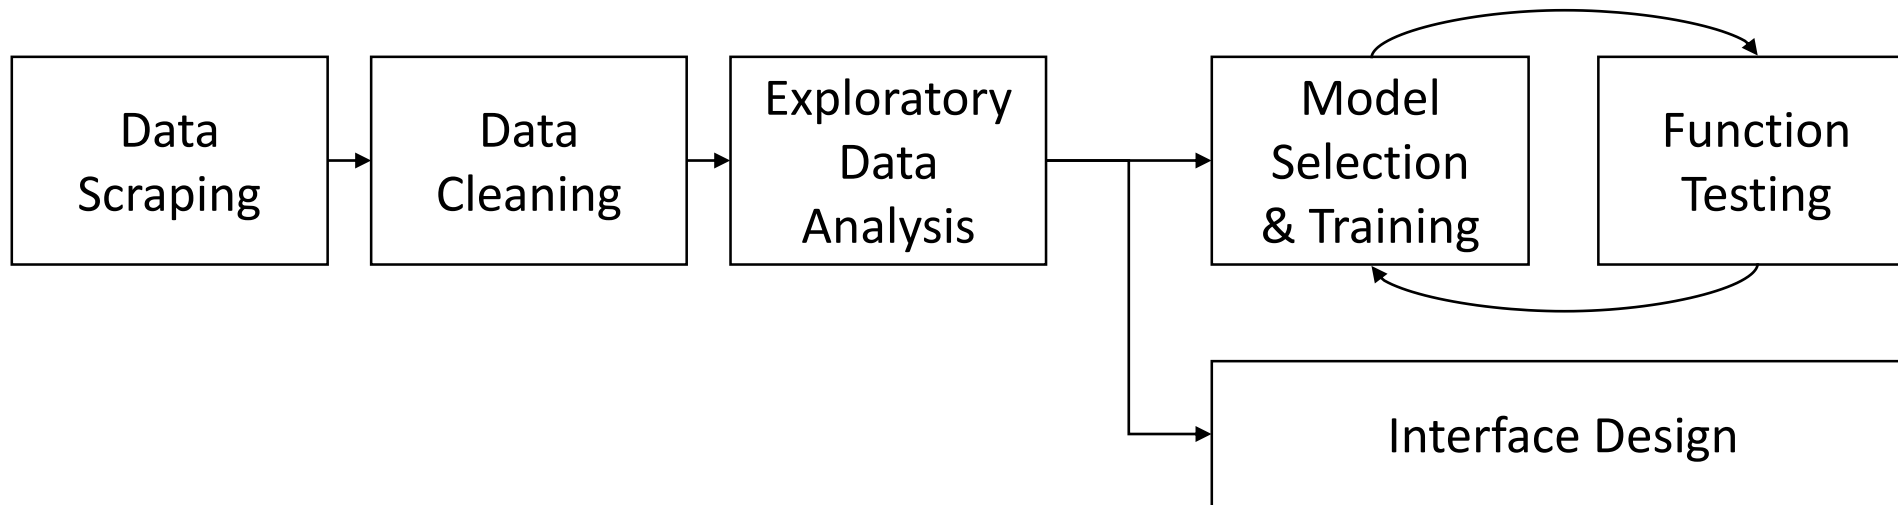 Data
Scraping
Data
Cleaning
Exploratory
Data
Analysis
Model
Selection
& Training
Function
Testing
Interface Design